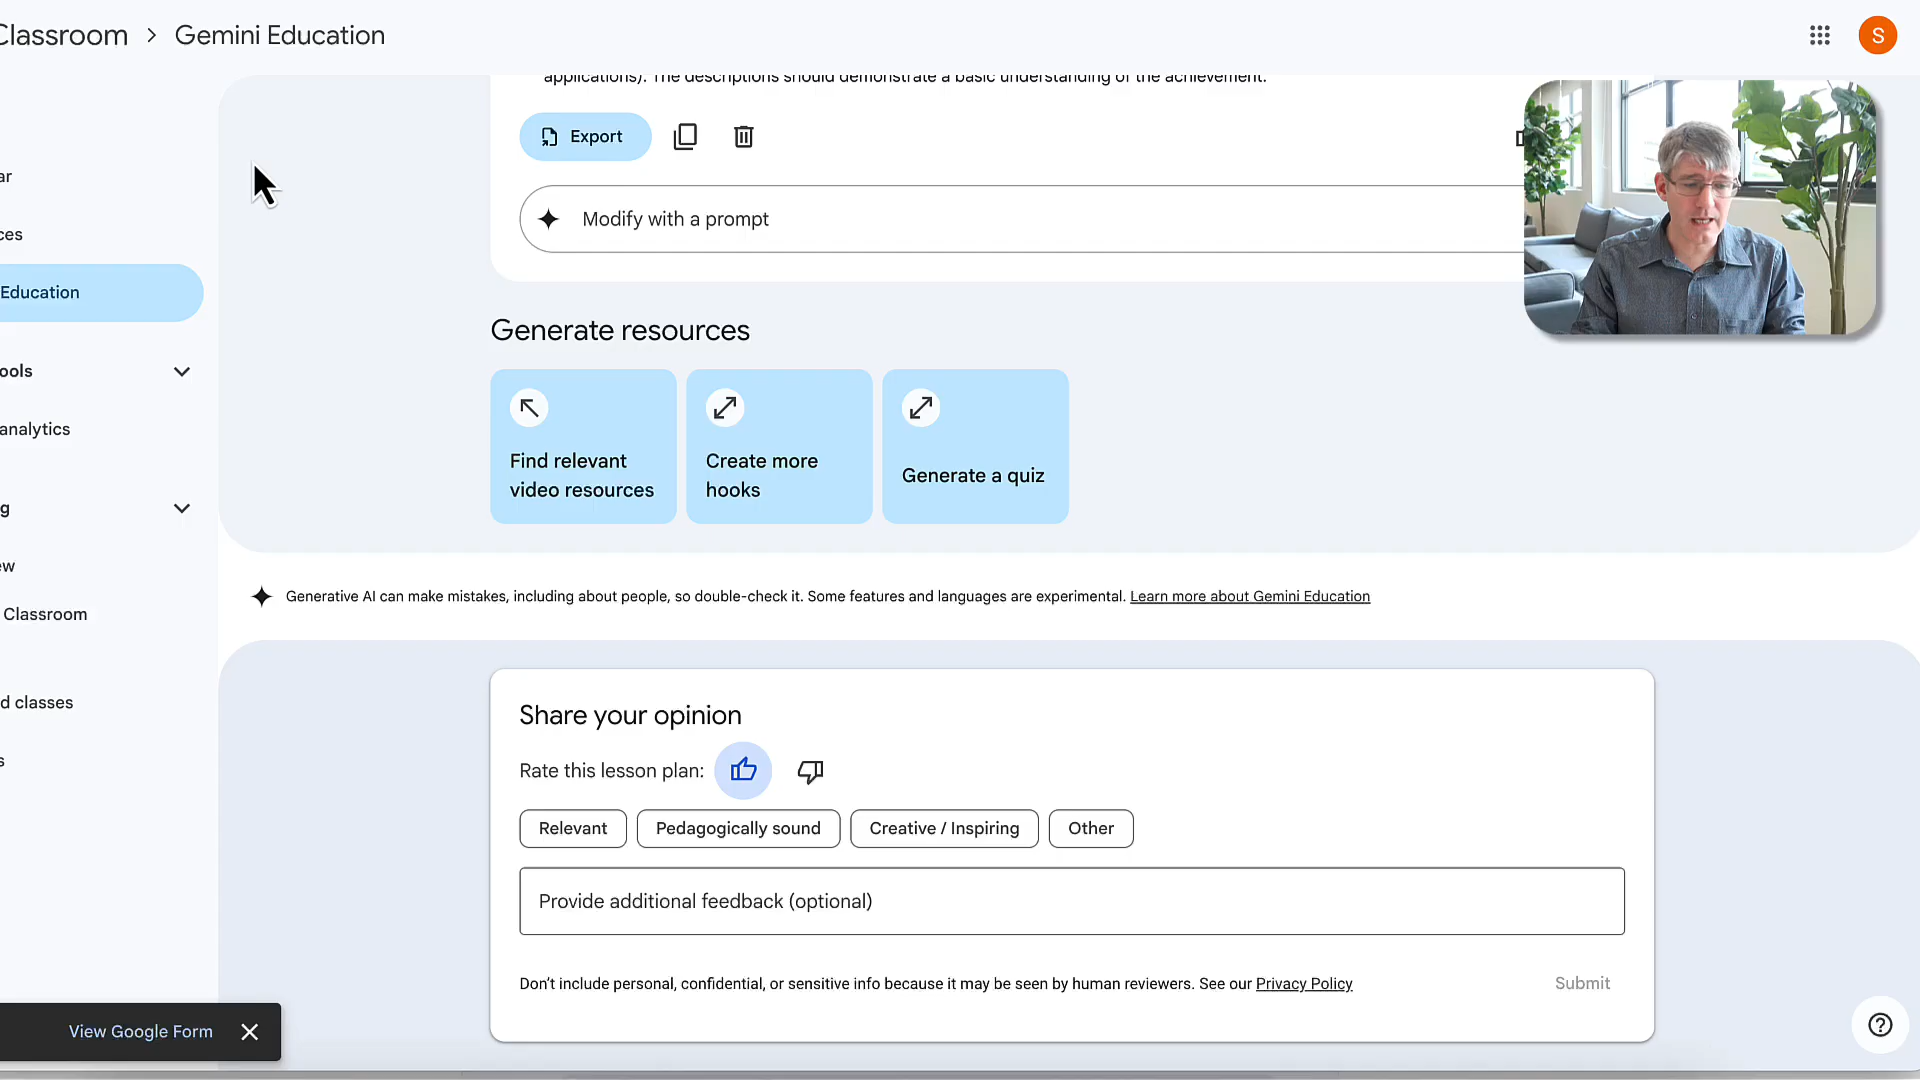 Classroom > Gemini Education
S
applications). The descriptions should demonstrate a basic understanding of the achievement.
Export
Modify with a prompt
ar
ces
Education
ools
analytics
g
ew
Classroom
d classes
s
Generate resources
Find relevant
video resources
Create more
hooks
Generate a quiz
Generative AI can make mistakes, including about people, so double-check it. Some features and languages are experimental. Learn more about Gemini Education
Share your opinion
Rate this lesson plan:
Relevant
Pedagogically sound
Creative / Inspiring
Other
Provide additional feedback (optional)
Don't include personal, confidential, or sensitive info because it may be seen by human reviewers. See our Privacy Policy
Submit
View Google Form